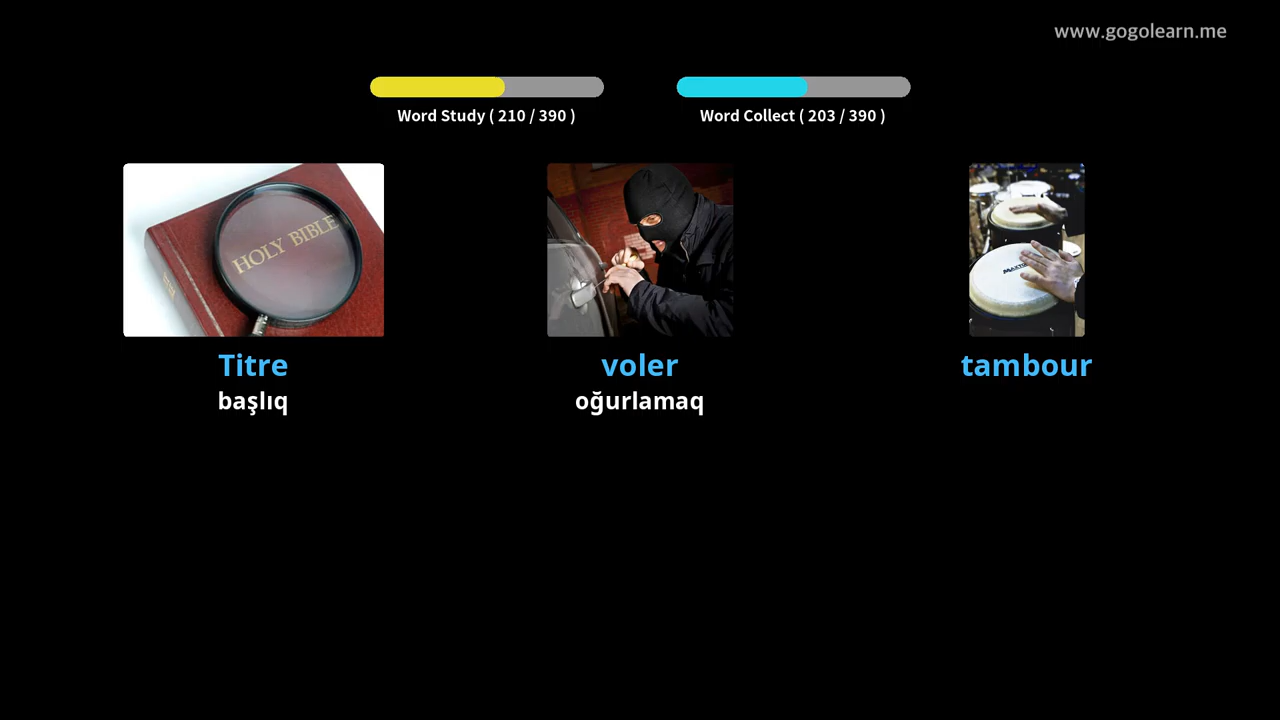 www.gogolearn.me
Word Study ( 210 / 390 )
Word Collect ( 203 / 390 )
HOLY BIBLE
Titre
voler
tambour
başlıq
oğurlamaq